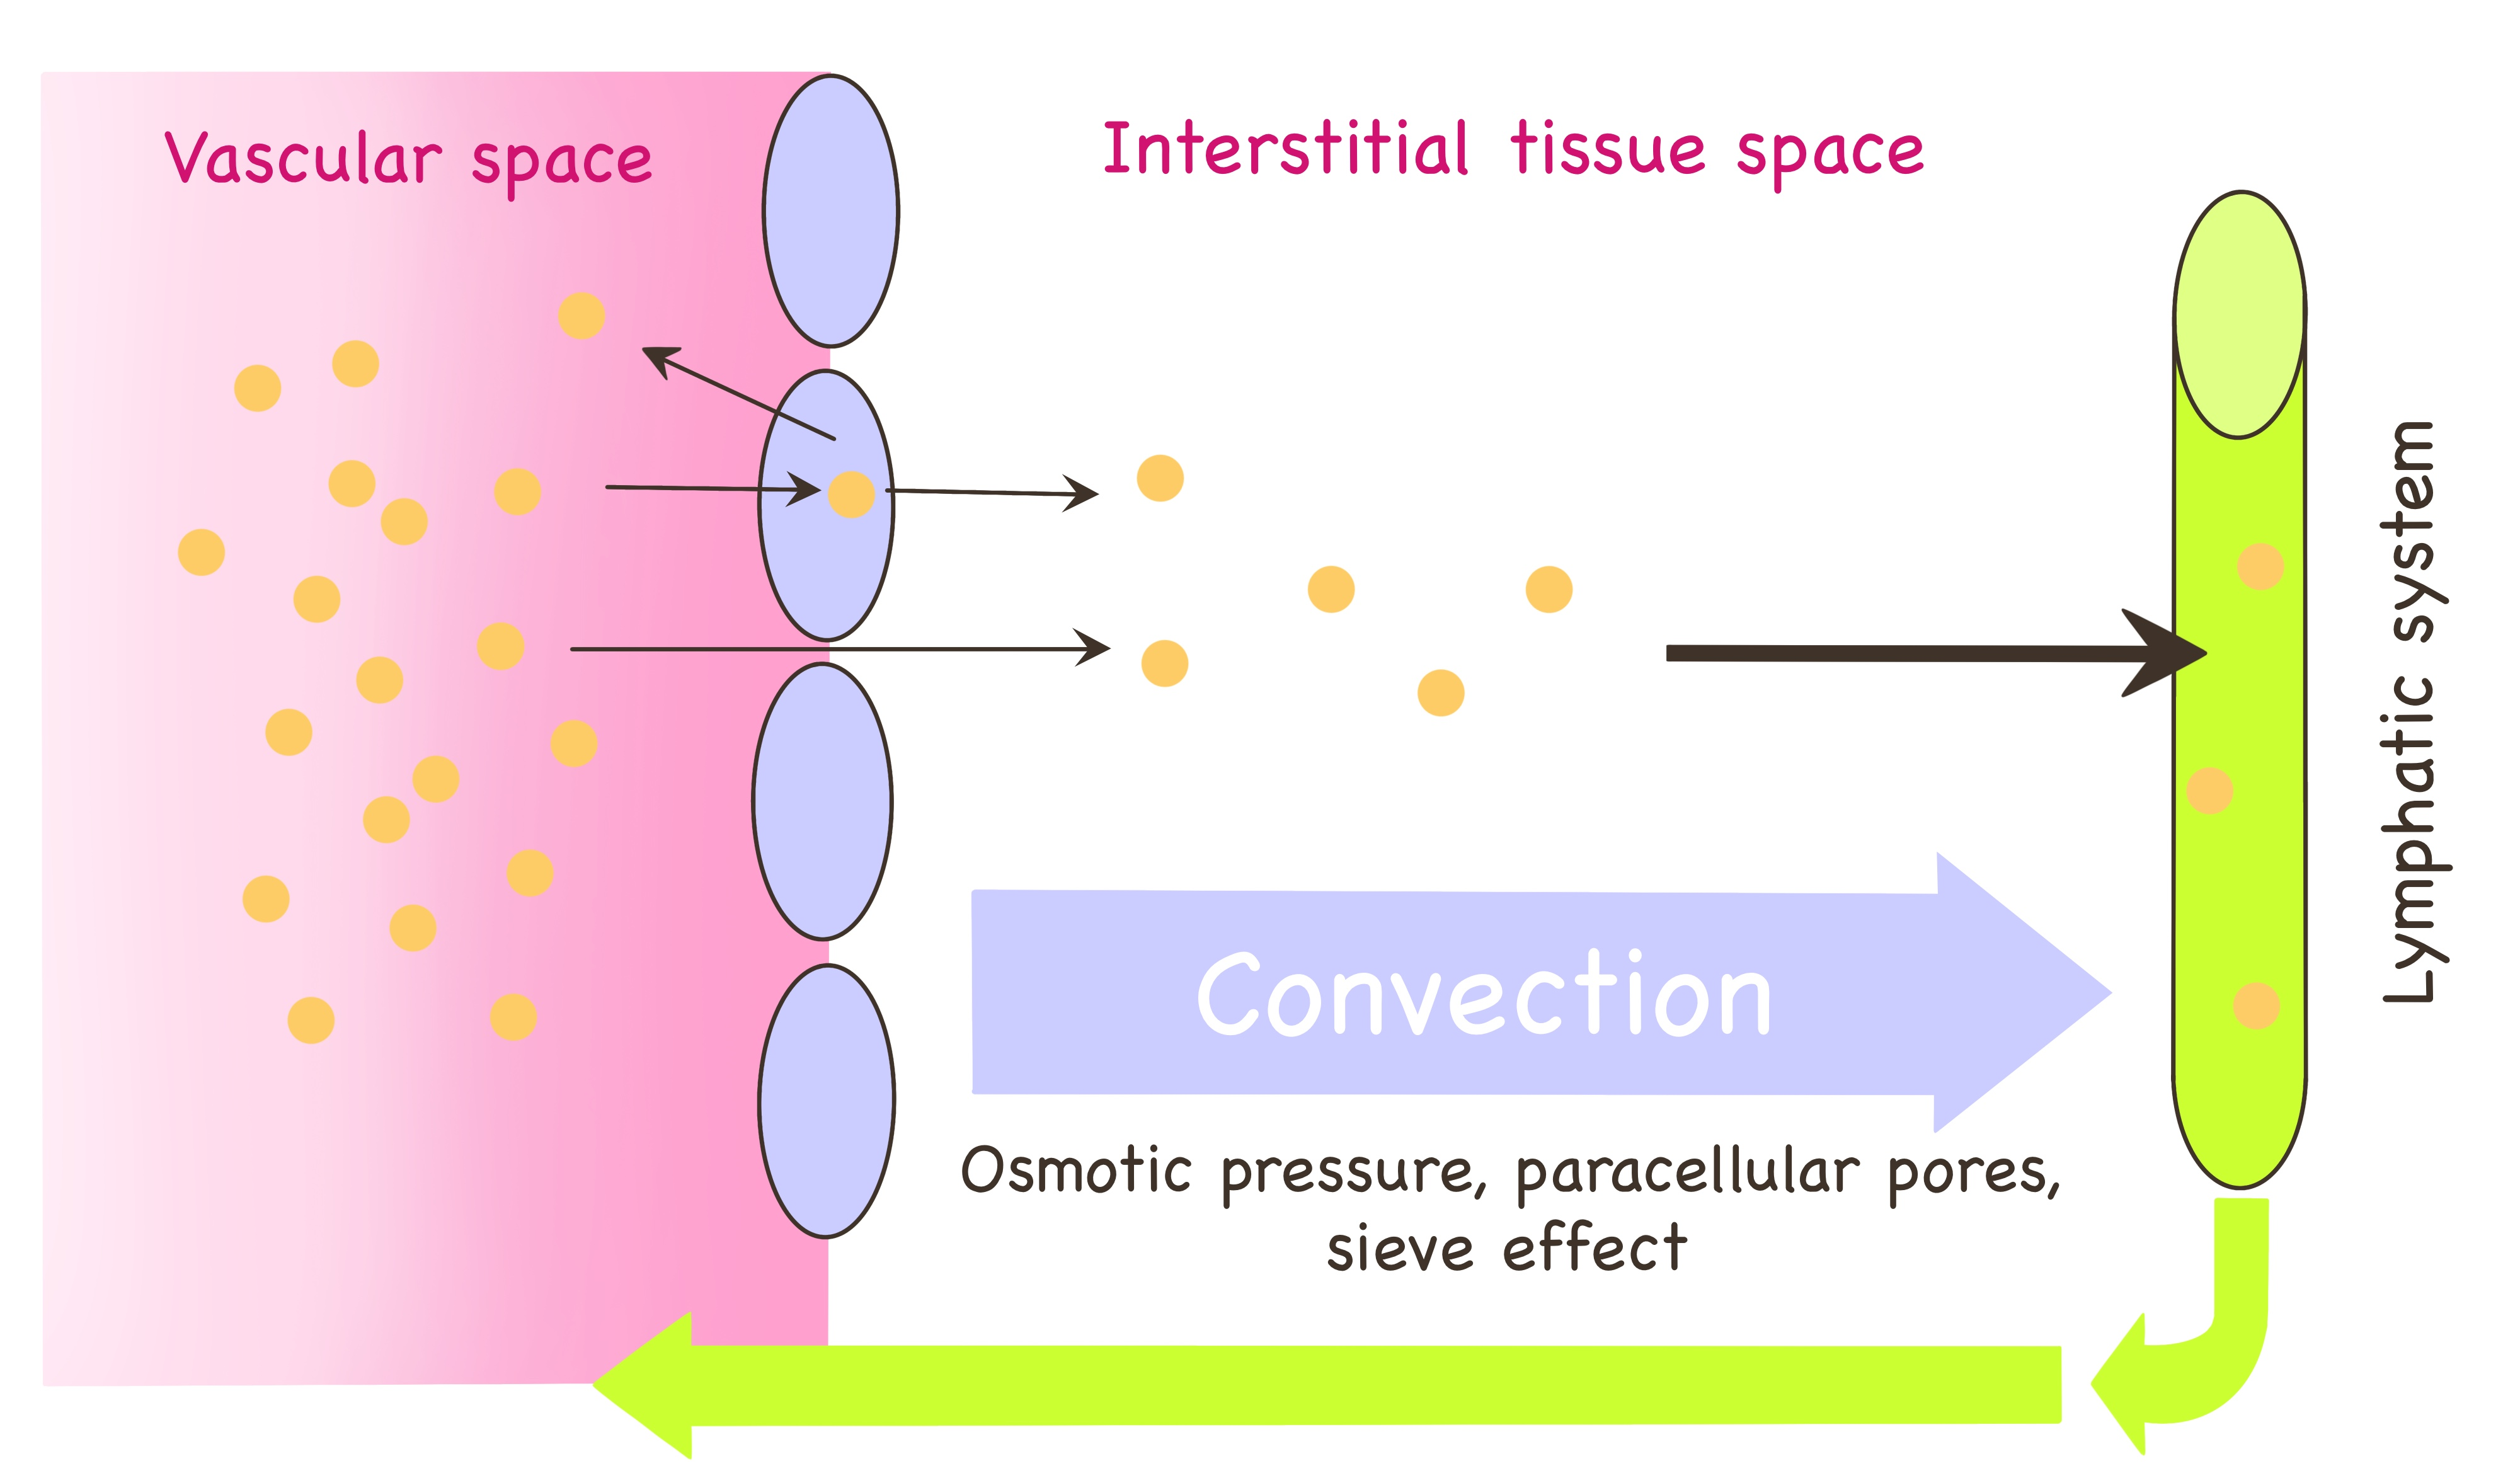 Vascular space
Interstitial tissue space
Lymphatic system
Convection
Osmotic pressure, paracellular pores,
sieve effect